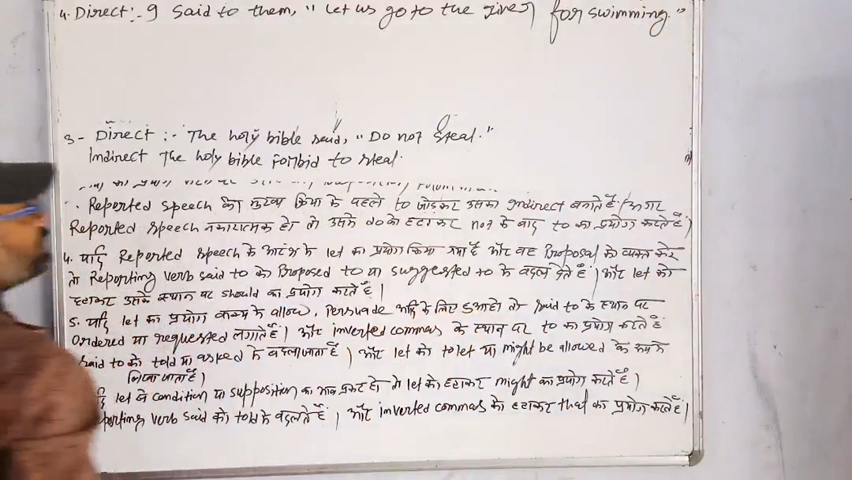 4. Direct:- I said to them, "Let us go to the river for swimming."
3- Direct :- The holy bible said, "Do not steal."
Indirect The holy bible forbid to steal.
Reported speech का मुख्य क्रिया के पहले to जोड़कर उसका Indirect बनाते हैं। अगर
Reported speech नकारात्मक हो तो उसके do को हटाकर not के बाद to का प्रयोग करते हैं।
4. यदि Reported speech के आरंभ में let का प्रयोग किया गया है और वह Proposal को व्यक्त करे
तो Reporting verb said to को Proposed to या suggested to में बदल देते हैं। और let को
हटाकर उसके स्थान पर should का प्रयोग करते हैं।
5. यदि let का प्रयोग वाक्य में allow, Persuade आदि के लिए हुआ हो तो said to के स्थान पर
ordered या requested लगाते हैं। और inverted commas के स्थान पर to का प्रयोग करते हैं
said to को told या asked में बदला जाता है। और let को to let या might be allowed के रूप में
लिखा जाता है।
let से condition या supposition का भाव प्रकट हो तो let को हटाकर might का प्रयोग करते हैं।
porting verb said को told में बदलते हैं। और inverted commas को हटाकर that का प्रयोग करते हैं।